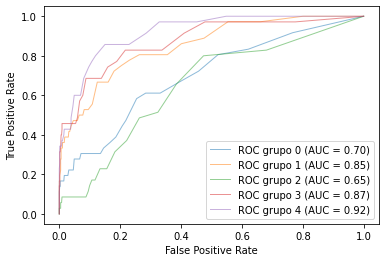 1.0
0.8
0.6
0.4
0.2
0.0
True Positive Rate
ROC grupo 0 (AUC = 0.70)
ROC grupo 1 (AUC = 0.85)
ROC grupo 2 (AUC = 0.65)
ROC grupo 3 (AUC = 0.87)
ROC grupo 4 (AUC = 0.92)
0.0 0.2 0.4 0.6 0.8 1.0
False Positive Rate